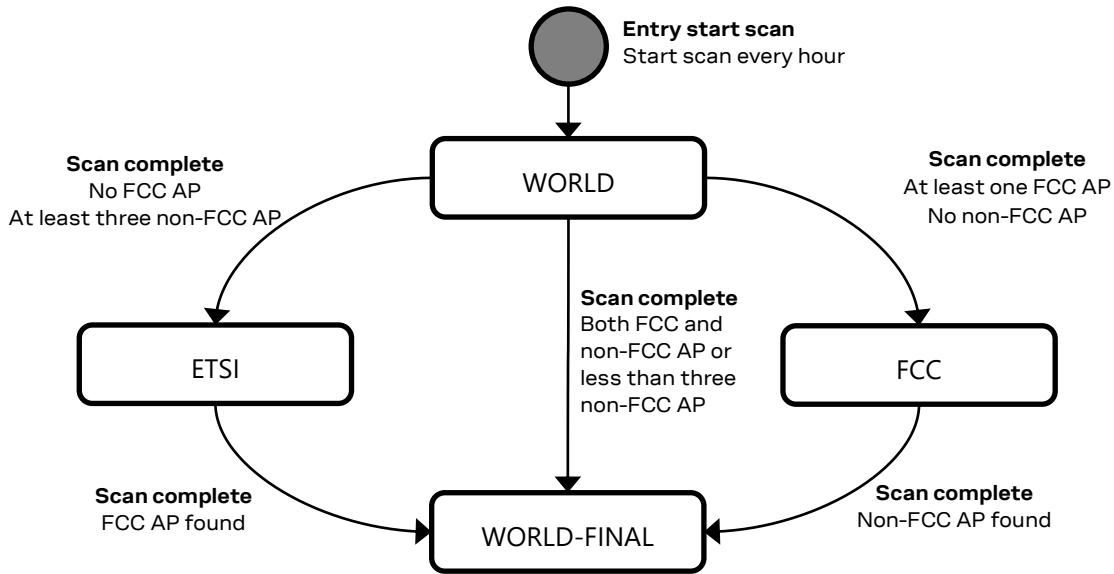 Entry start scan
Start scan every hour
WORLD
Scan complete
No FCC AP
At least three non-FCC AP
Scan complete
At least one FCC AP
No non-FCC AP
Scan complete
Both FCC and
non-FCC AP or
less than three
non-FCC AP
ETSI
FCC
Scan complete
FCC AP found
Scan complete
Non-FCC AP found
WORLD-FINAL